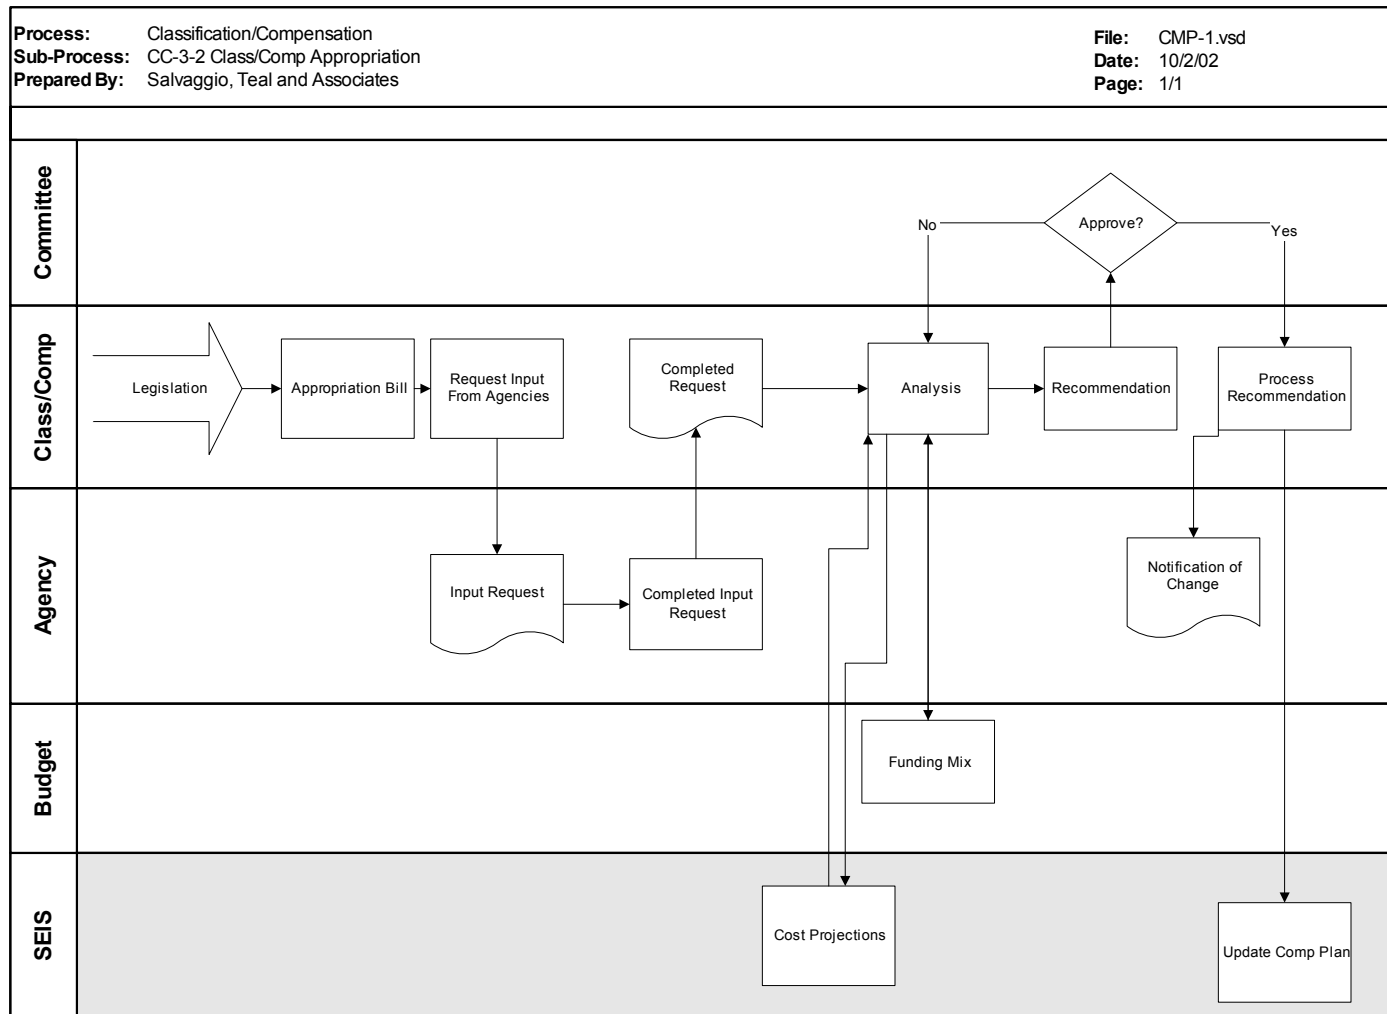 Process: Classification/Compensation
Sub-Process: CC-3-2 Class/Comp Appropriation
Prepared By: Salvaggio, Teal and Associates
File: CMP-1.vsd
Date: 10/2/02
Page: 1/1
Committee
No
Approve?
Yes
Class/Comp
Legislation
Appropriation Bill
Request Input
From Agencies
Completed
Request
Analysis
Recommendation
Process
Recommendation
Agency
Input Request
Completed Input
Request
Notification of
Change
Budget
Funding Mix
SEIS
Cost Projections
Update Comp Plan